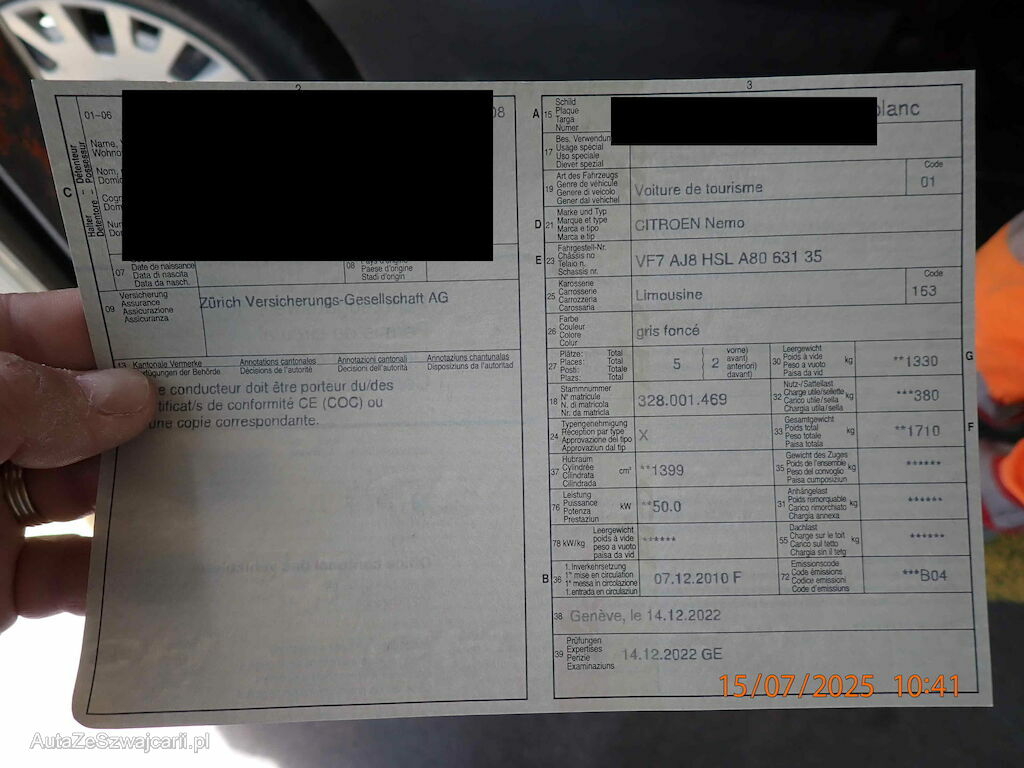 2
01-06
08
C
Halter - Détenteur
Detentore - Possessur
Name,
Nom,
07
Date de naissance
Data di nascita
Data da nasch.
08
Paese d'origine
Stadi d'origin
09
Versicherung
Assurance
Assicurazione
Assicuranza
Zürich Versicherungs-Gesellschaft AG
13 Kantonale Vermerke
Verfügungen der Behörde
Annotations cantonales
Décisions de l'autorité
Annotazioni cantonali
Decisioni dell'autorità
Annotaziuns chantunalas
Disposiziuns da l'autoritad
e conducteur doit être porteur du/des
tificat/s de conformité CE (COC) ou
une copie correspondante.
3
A 15
Schild
Plaque
Targa
Numer
blanc
17
Bes. Verwendun
Usage spécial
Uso speciale
Diever spezial
19
Art des Fahrzeugs
Genre de véhicule
Genere di veicolo
Gener dal vehichel
Voiture de tourisme
Code
01
D 21
Marke und Typ
Marque et type
Marca e tipo
Marca e tip
CITROEN Nemo
E 23
Fahrgestell-Nr.
Châssis no
Telaio n.
Schassis nr.
VF7 AJ8 HSL A80 631 35
25
Karosserie
Carrosserie
Carrozzeria
Carossaria
Limousine
Code
153
26
Farbe
Couleur
Colore
Colur
gris foncé
27
Plätze: Total
Places: Total
Posti: Totale
Plazs: Total
5
2
vorne)
avant)
anteriori)
davant)
30
Leergewicht
Poids à vide
Peso a vuoto
Paisa da vid
kg
**1330
G
18
Stammnummer
N° matricule
N. di matricola
Nr. da matricla
328.001.469
32
Nutz-/Sattellast
Charge utile/sellette
Carico utile/sella
Chargia utila/sella
kg
***380
24
Typengenehmigung
Réception par type
Approvazione del tipo
Approvaziun dal tip
X
33
Gesamtgewicht
Poids total
Peso totale
Paisa totala
kg
**1710
F
37
Hubraum
Cylindrée
Cilindrata
Cilindrada
cm³
**1399
35
Gewicht des Zuges
Poids de l'ensemble
Peso del convoglio
Paisa cumposiziun
kg
******
76
Leistung
Puissance
Potenza
Prestaziun
kW
**50.0
31
Anhängelast
Poids remorquable
Carico rimorchiato
Chargia annexa
kg
******
78 kW/kg
Leergewicht
poids à vide
peso a vuoto
paisa da vid
******
55
Dachlast
Charge sur le toit
Carico sul tetto
Chargia sin il tetg
kg
******
B 36
1. Inverkehrsetzung
1re mise en circulation
1a messa in circolazione
1. entrada en circulaziun
07.12.2010 F
72
Emissionscode
Code émissions
Codice emissioni
Code d'emissiuns
***B04
38 Genève, le 14.12.2022
39
Prüfungen
Expertises
Perizie
Examinaziuns
14.12.2022 GE
15/07/2025 10:41
AutaZeSzwajcarii.pl